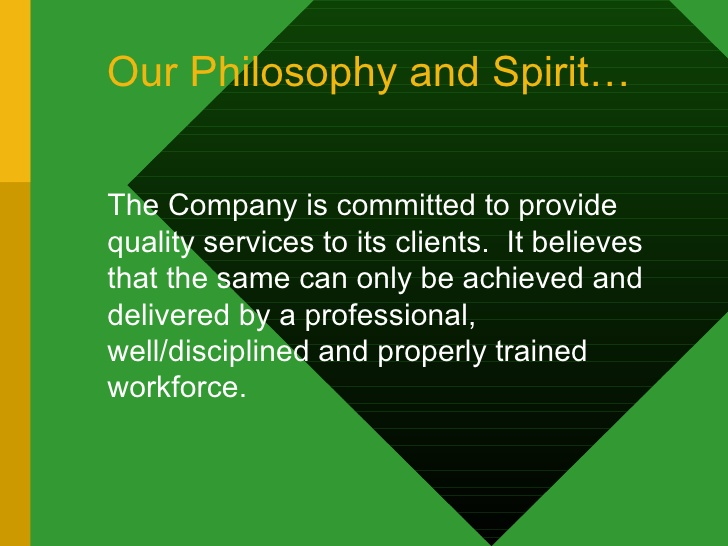 Our Philosophy and Spirit…
The Company is committed to provide
quality services to its clients.  It believes
that the same can only be achieved and
delivered by a professional,
well/disciplined and properly trained
workforce.